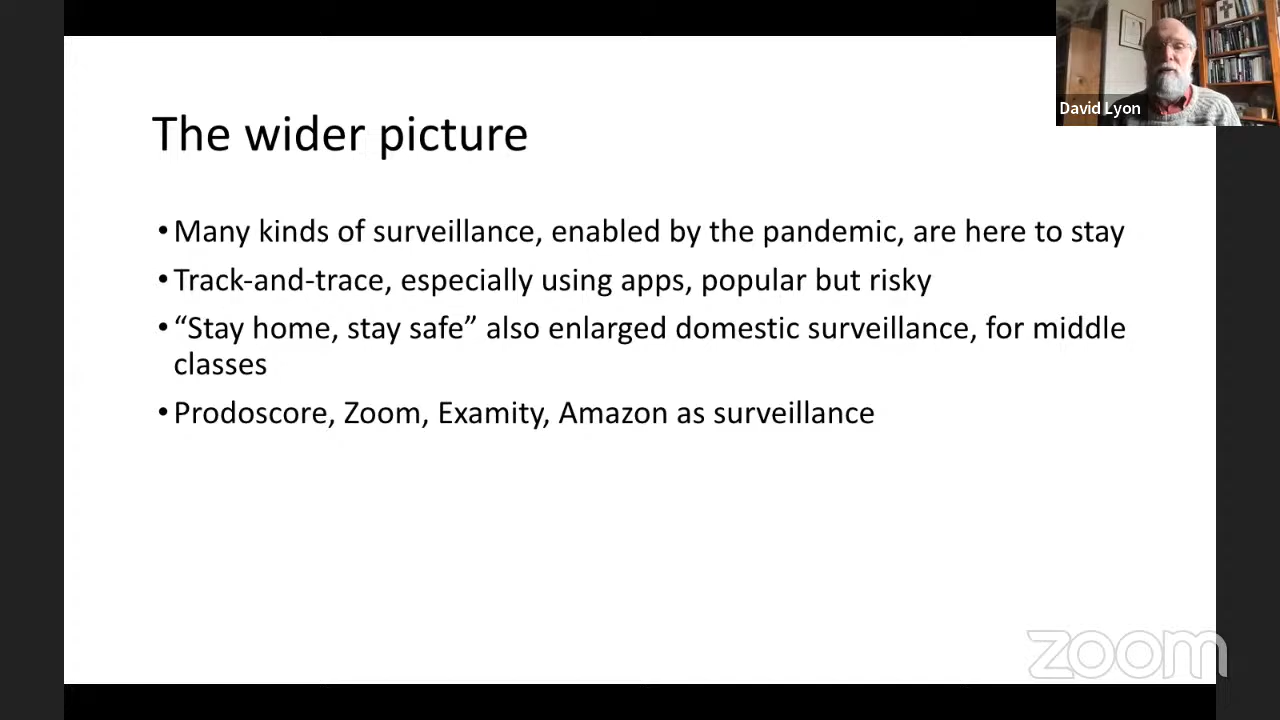 David Lyon
The wider picture
• Many kinds of surveillance, enabled by the pandemic, are here to stay
• Track-and-trace, especially using apps, popular but risky
• “Stay home, stay safe” also enlarged domestic surveillance, for middle
classes
• Prodoscore, Zoom, Examity, Amazon as surveillance
zoom